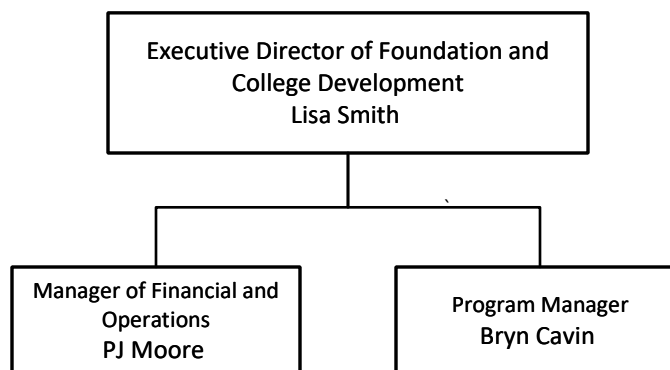 Executive Director of Foundation and
College Development
Lisa Smith
Manager of Financial and
Operations
PJ Moore
Program Manager
Bryn Cavin